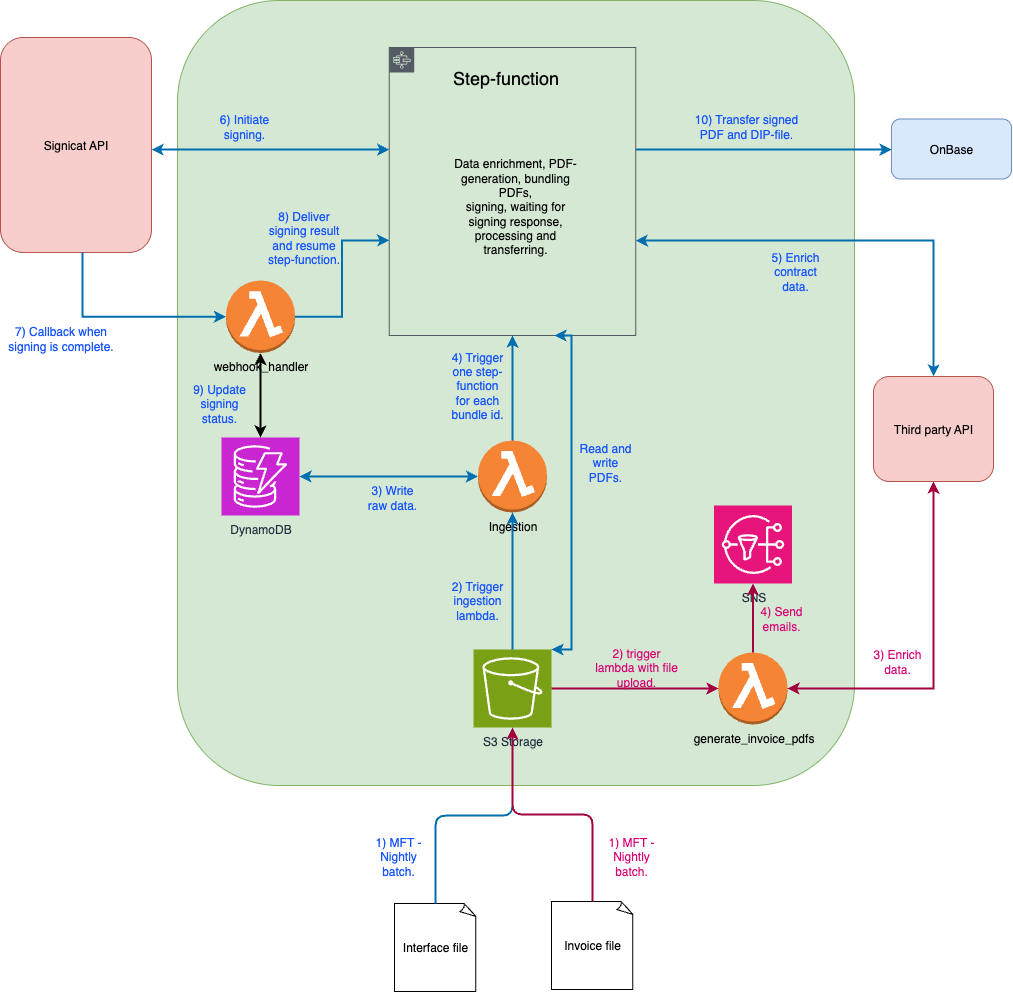 Step-function
Signicat API
6) Initiate
signing.
10) Transfer signed
PDF and DIP-file.
OnBase
Data enrichment, PDF-
generation, bundling
PDFs,
signing, waiting for
signing response,
processing and
transferring.
8) Deliver
signing result
and resume
step-function.
5) Enrich
contract
data.
7) Callback when
signing is complete.
webhook_handler
4) Trigger
one step-
function
for each
bundle id.
9) Update
signing
status.
Third party API
Read and
write
PDFs.
3) Write
raw data.
DynamoDB
Ingestion
2) Trigger
ingestion
lambda.
SNS
4) Send
emails.
2) trigger
lambda with file
upload.
3) Enrich
data.
S3 Storage
generate_invoice_pdfs
1) MFT -
Nightly
batch.
1) MFT -
Nightly
batch.
Interface file
Invoice file